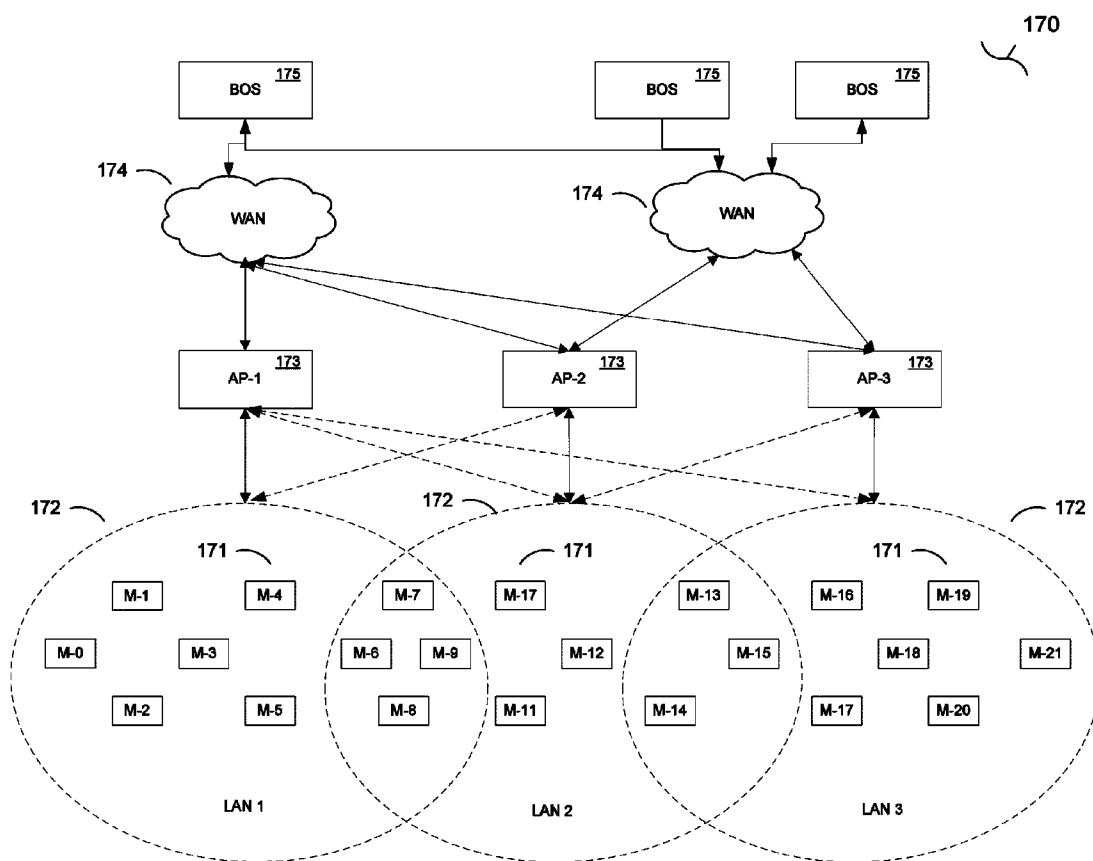 170
175
BOS
175
BOS
175
BOS
174
WAN
174
WAN
173
AP-1
173
AP-2
173
AP-3
172
172
172
171
171
171
M-1
M-4
M-7
M-17
M-13
M-16
M-19
M-0
M-3
M-6
M-9
M-12
M-15
M-18
M-21
M-2
M-5
M-8
M-11
M-14
M-17
M-20
LAN 1
LAN 2
LAN 3